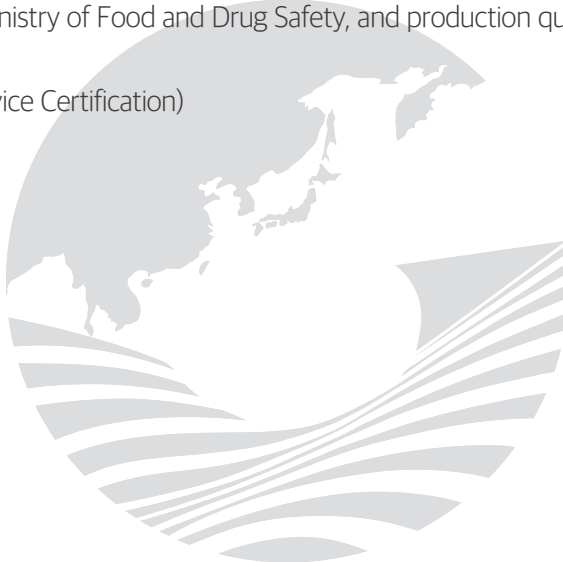 nistry of Food and Drug Safety, and production qu
vice Certification)